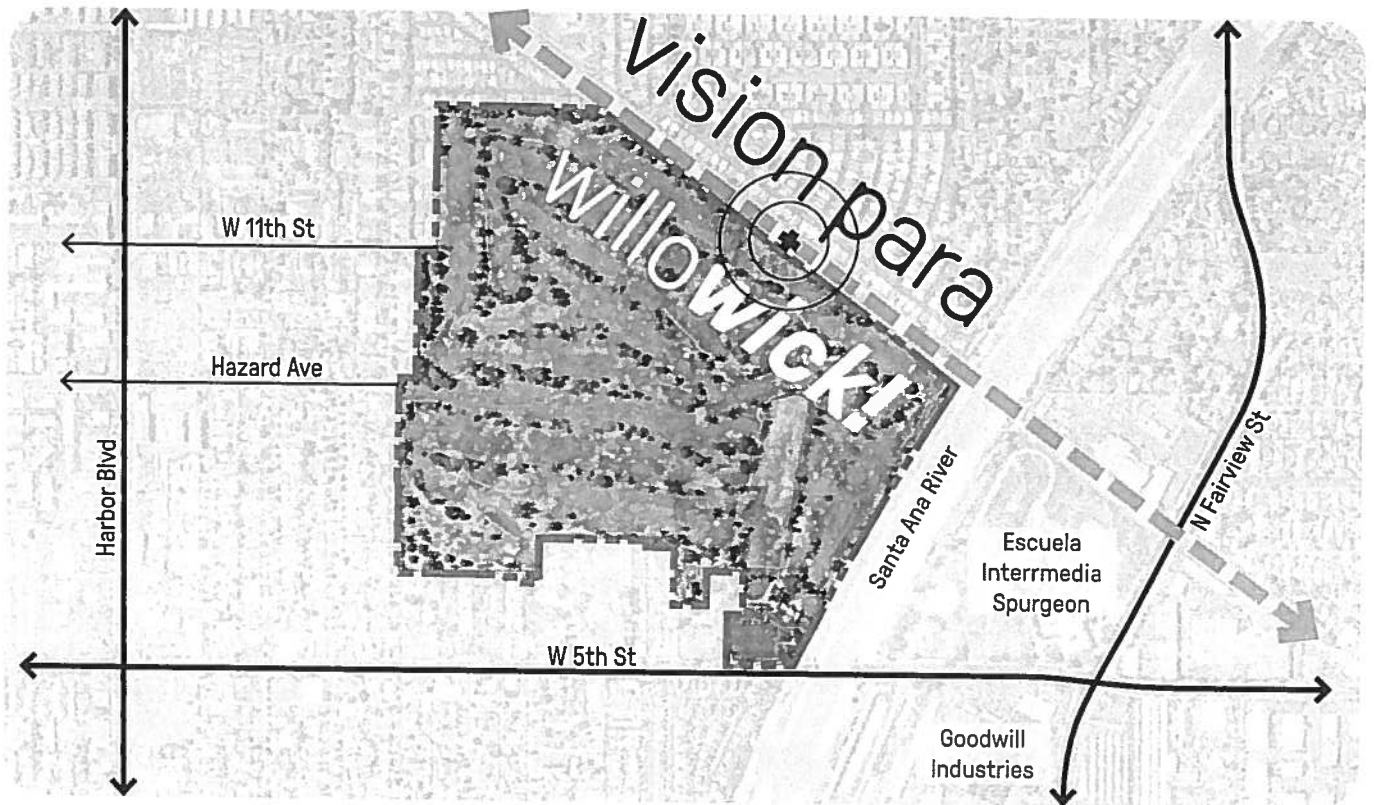 vision para
willowick!
W 11th St
Hazard Ave
Harbor Blvd
Santa Ana River
N Fairview St
Escuela
Interrmedia
Spurgeon
W 5th St
Goodwill
Industries